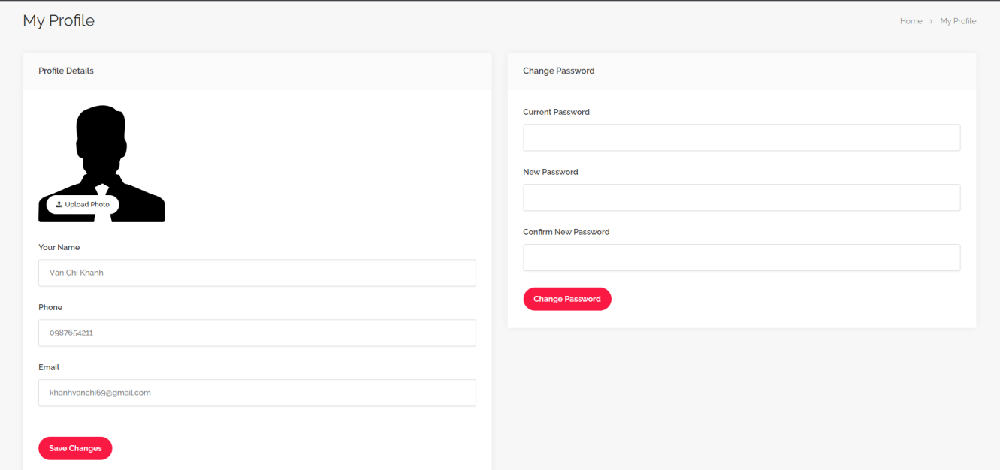 My Profile
Home > My Profile
Profile Details
Upload Photo
Your Name
Văn Chí Khanh
Phone
0987654211
Email
khanhvanchi69@gmail.com
Save Changes
Change Password
Current Password
New Password
Confirm New Password
Change Password